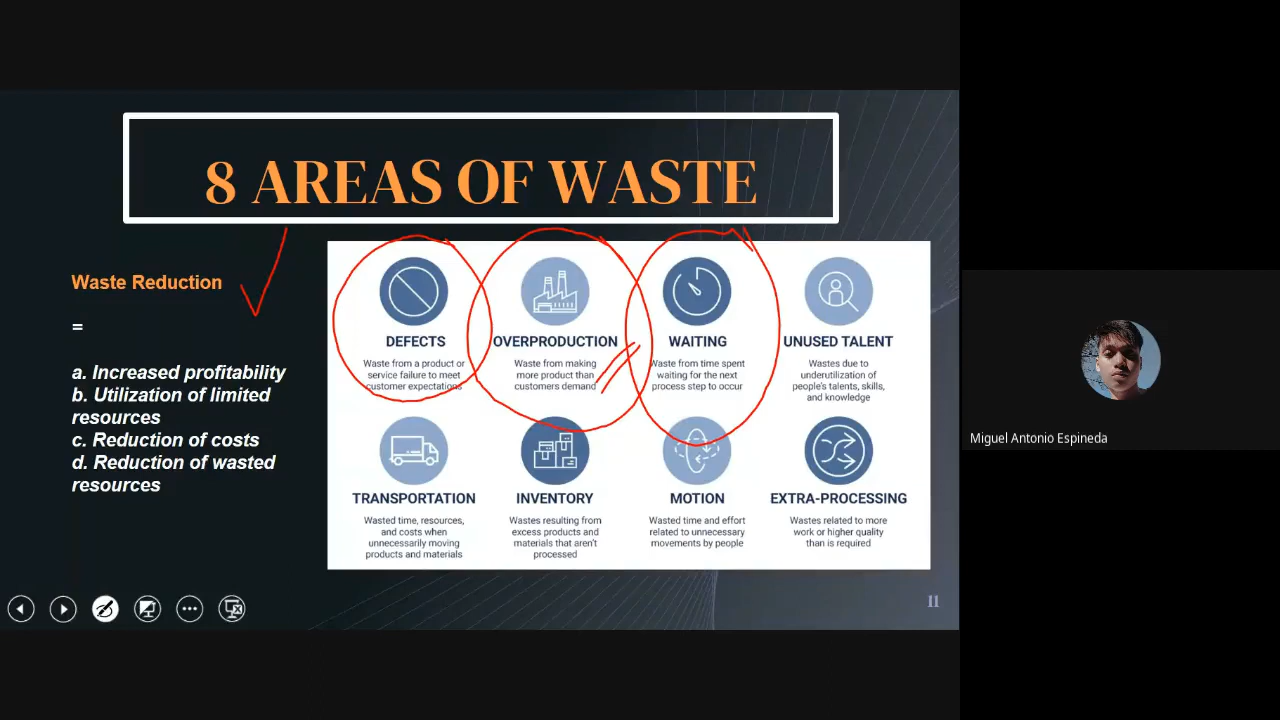 8 AREAS OF WASTE
Waste Reduction
=
a. Increased profitability
b. Utilization of limited
resources
c. Reduction of costs
d. Reduction of wasted
resources
DEFECTS
Waste from a product or
service failure to meet
customer expectations
OVERPRODUCTION
Waste from making
more product than
customers demand
WAITING
Waste from time spent
waiting for the next
process step to occur
UNUSED TALENT
Wastes due to
underutilization of
people's talents, skills,
and knowledge
TRANSPORTATION
Wasted time, resources,
and costs when
unnecessarily moving
products and materials
INVENTORY
Wastes resulting from
excess products and
materials that aren't
processed
MOTION
Wasted time and effort
related to unnecessary
movements by people
EXTRA-PROCESSING
Wastes related to more
work or higher quality
than is required
11
Miguel Antonio Espineda